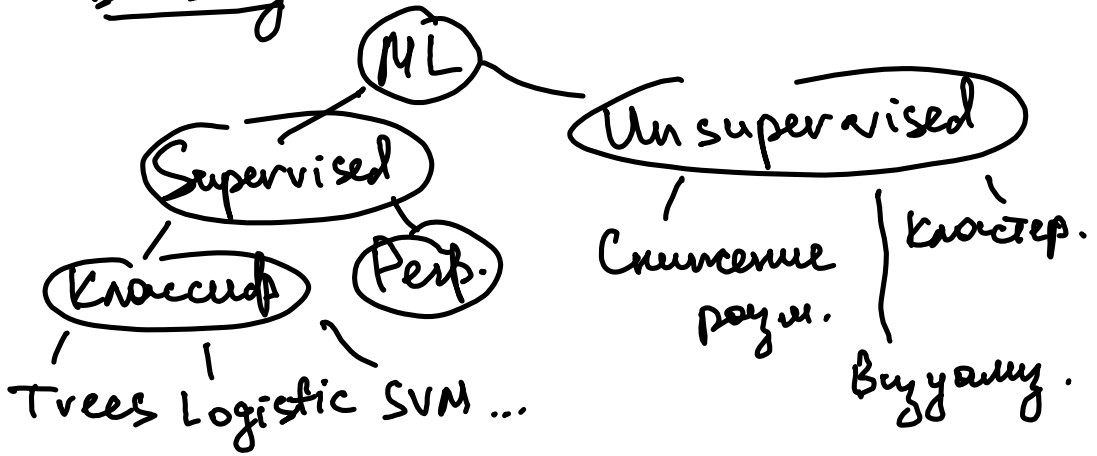 ML
Supervised
Unsupervised
Классиф
Регр.
Снижение
разм.
Кластер.
Визуализ.
Trees Logistic SVM ...